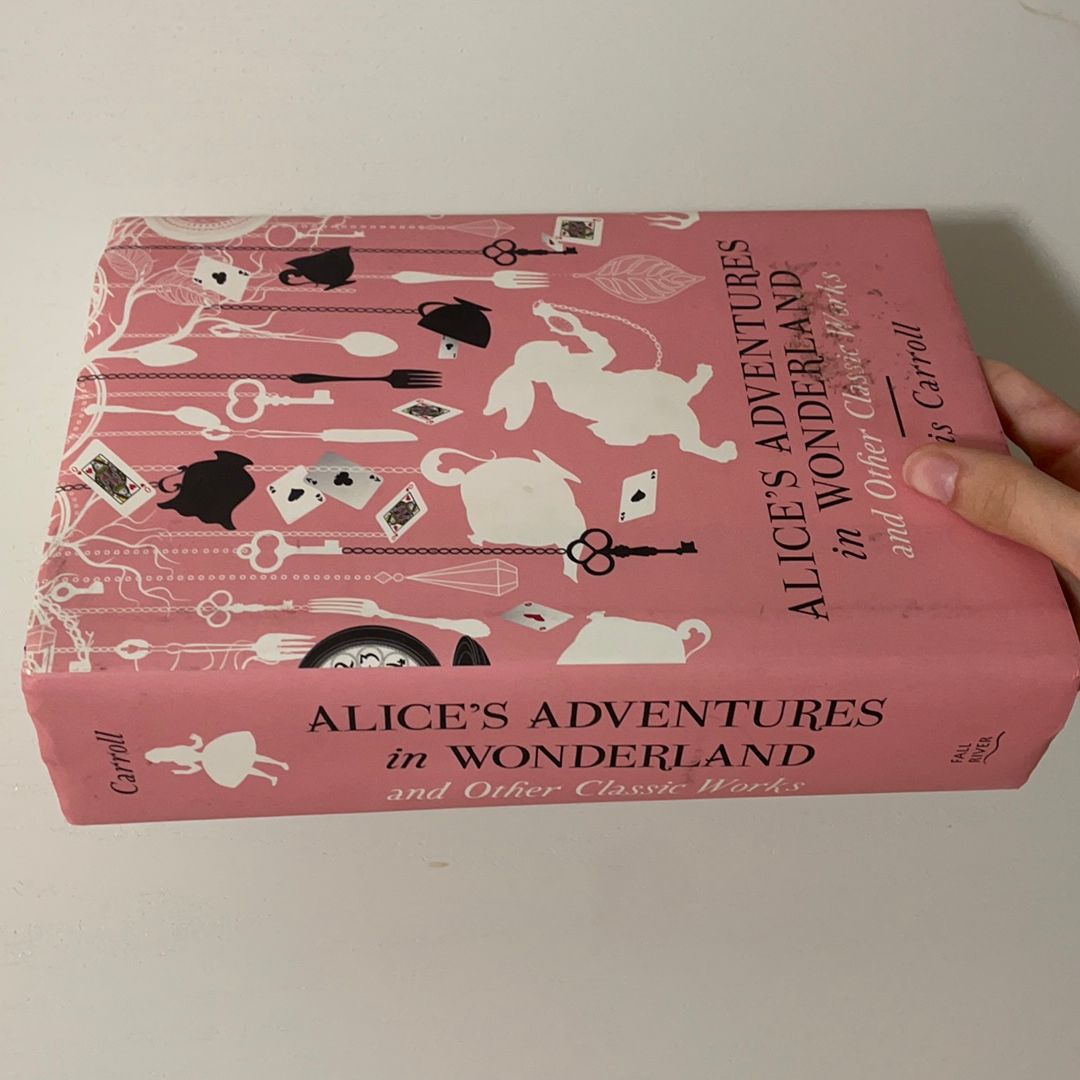 ALICE'S ADVENTURES
in WONDERLAND
and Other Classic Works
is Carroll
Carroll
ALICE'S ADVENTURES
in WONDERLAND
and Other Classic Works
FALL
RIVER